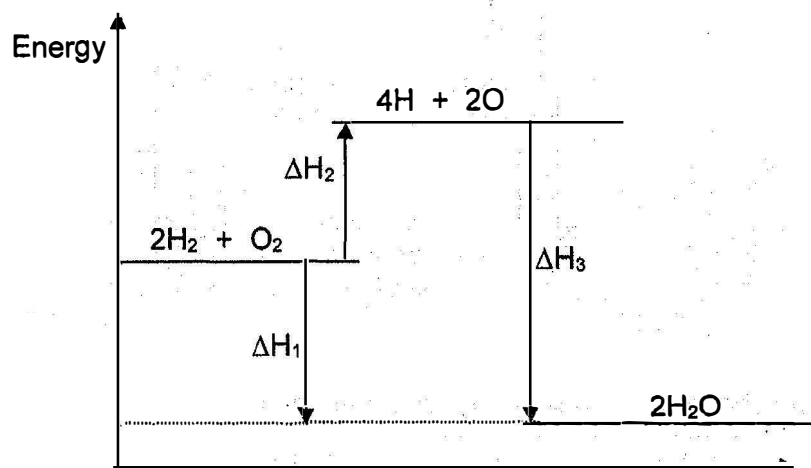 Energy
4H + 2O
ΔH₂
2H₂ + O₂
ΔH₃
ΔH₁
2H₂O